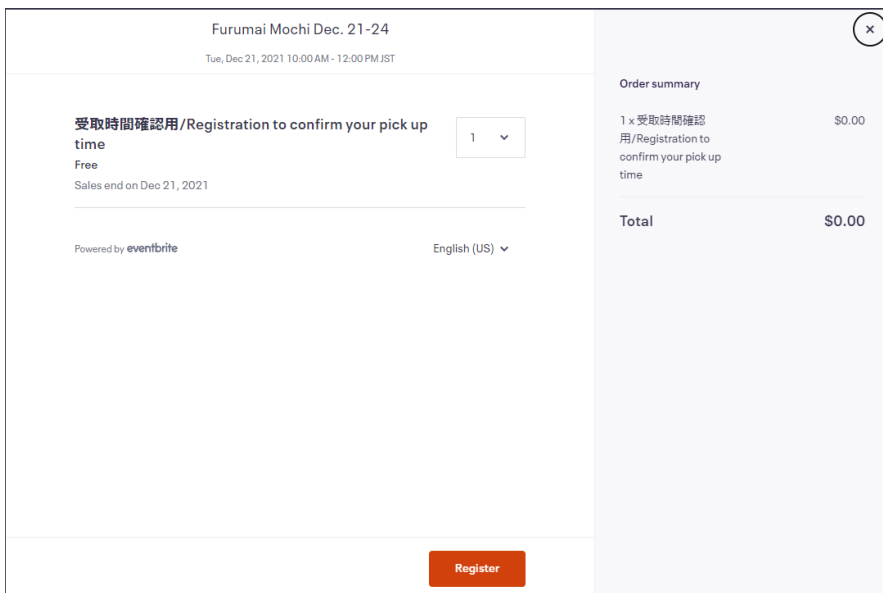 Furumai Mochi Dec. 21-24
Tue, Dec 21, 2021 10:00 AM - 12:00 PM JST
受取時間確認用/Registration to confirm your pick up
time
Free
Sales end on Dec 21, 2021
1
Powered by eventbrite
English (US)
Register
Order summary
1 x 受取時間確認 $0.00
用/Registration to
confirm your pick up
time
Total $0.00